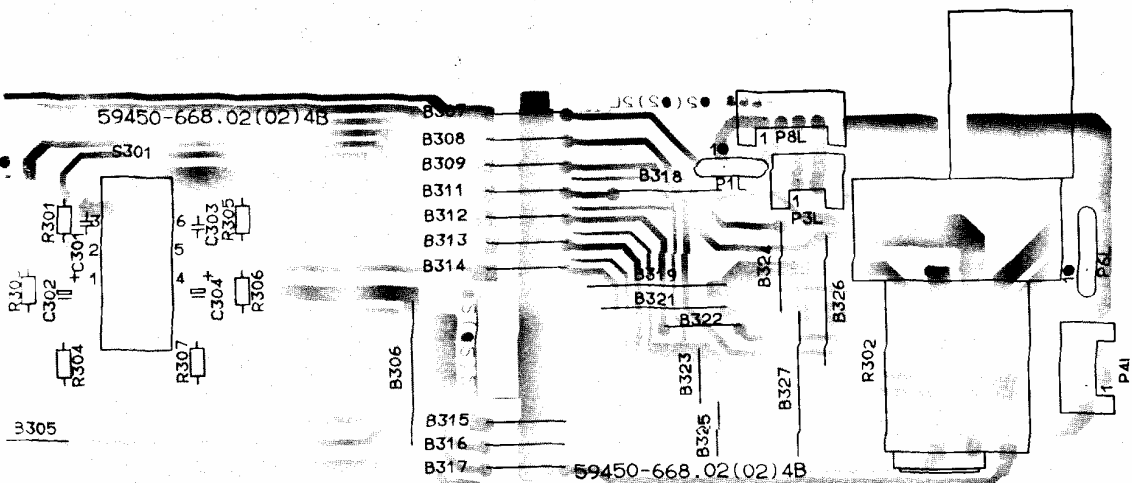 59450-668.02(02)4B
S301
B307
B308
B309
B311
B312
B313
B314
B318
B319
B321
B322
B323
B324
B325
B326
B327
1 P8L
1
P1L
1
P3L
1
P6L
1
P4L
R301
3
+C301
2
1
C302
R304
6
C303
R305
5
4
+
C304
R306
R307
B305
B306
B315
B316
B317
R302
59450-668.02(02)4B